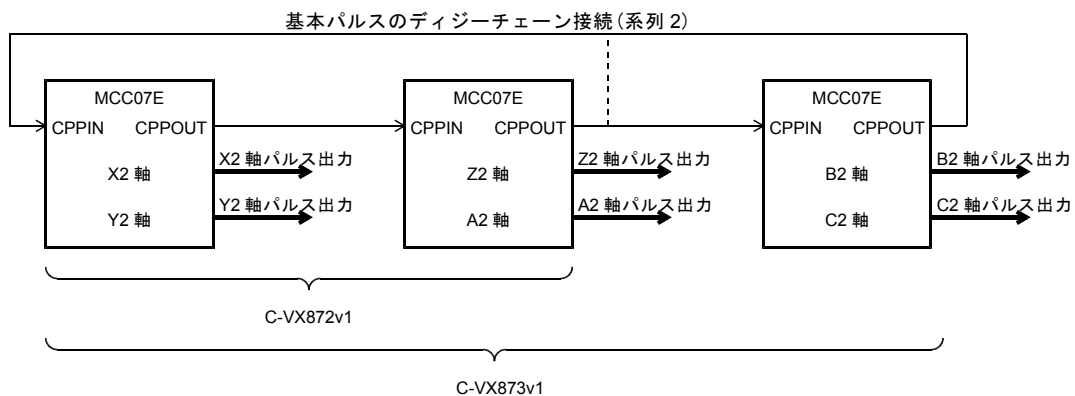 基本パルスのディジーチェーン接続(系列 2)
MCC07E
CPPIN CPPOUT
X2 軸
Y2 軸
X2 軸パルス出力
Y2 軸パルス出力
MCC07E
CPPIN CPPOUT
Z2 軸
A2 軸
Z2 軸パルス出力
A2 軸パルス出力
MCC07E
CPPIN CPPOUT
B2 軸
C2 軸
B2 軸パルス出力
C2 軸パルス出力
C-VX872v1
C-VX873v1